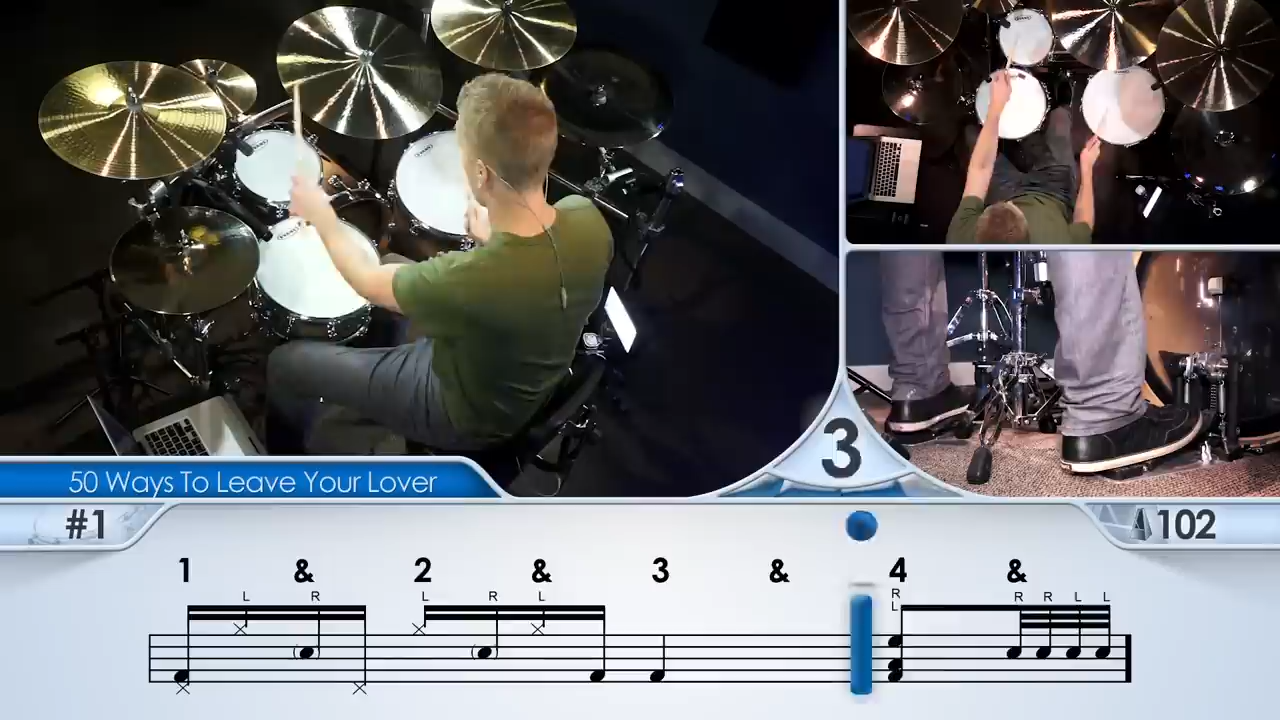 3
50 Ways To Leave Your Lover
#1
102
1 & 2 & 3 & 4 &
L R L R L R R R L L
L